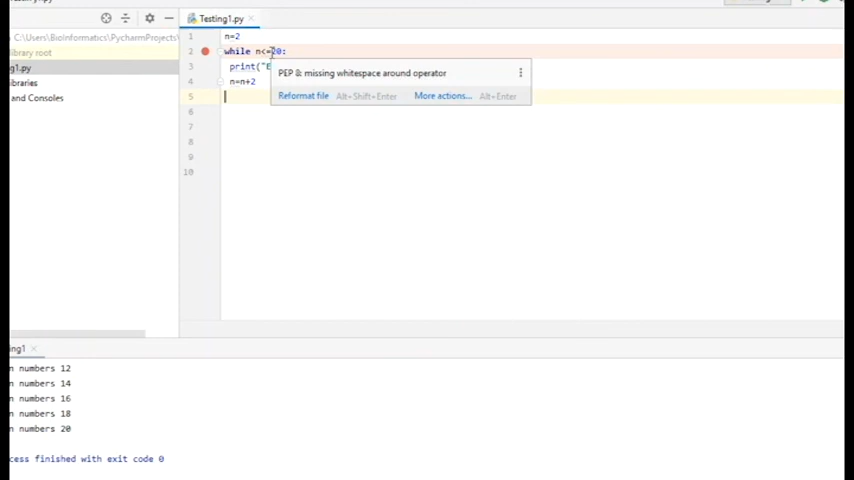 Testing1.py
C:\Users\Bioinformatics\PycharmProjects\
library root
g1.py
ibraries
and Consoles
1 n=2
2 while n<=20:
3 print("E
4 n=n+2
5
6
7
8
9
10
PEP 8: missing whitespace around operator
Reformat file Alt+Shift+Enter More actions... Alt+Enter
ng1
n numbers 12
n numbers 14
n numbers 16
n numbers 18
n numbers 20
cess finished with exit code 0